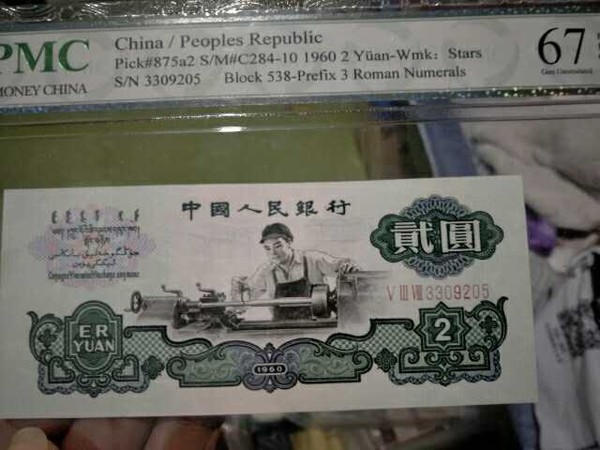 PMC
MONEY CHINA
China / Peoples Republic
Pick#875a2 S/M#C284-10 1960 2 Yüan-Wmk: Stars
S/N 3309205 Block 538-Prefix 3 Roman Numerals
67
Gem Uncirculated
中國人民銀行
貳圓
V III VIII 3309205
ER
YUAN
2
1960